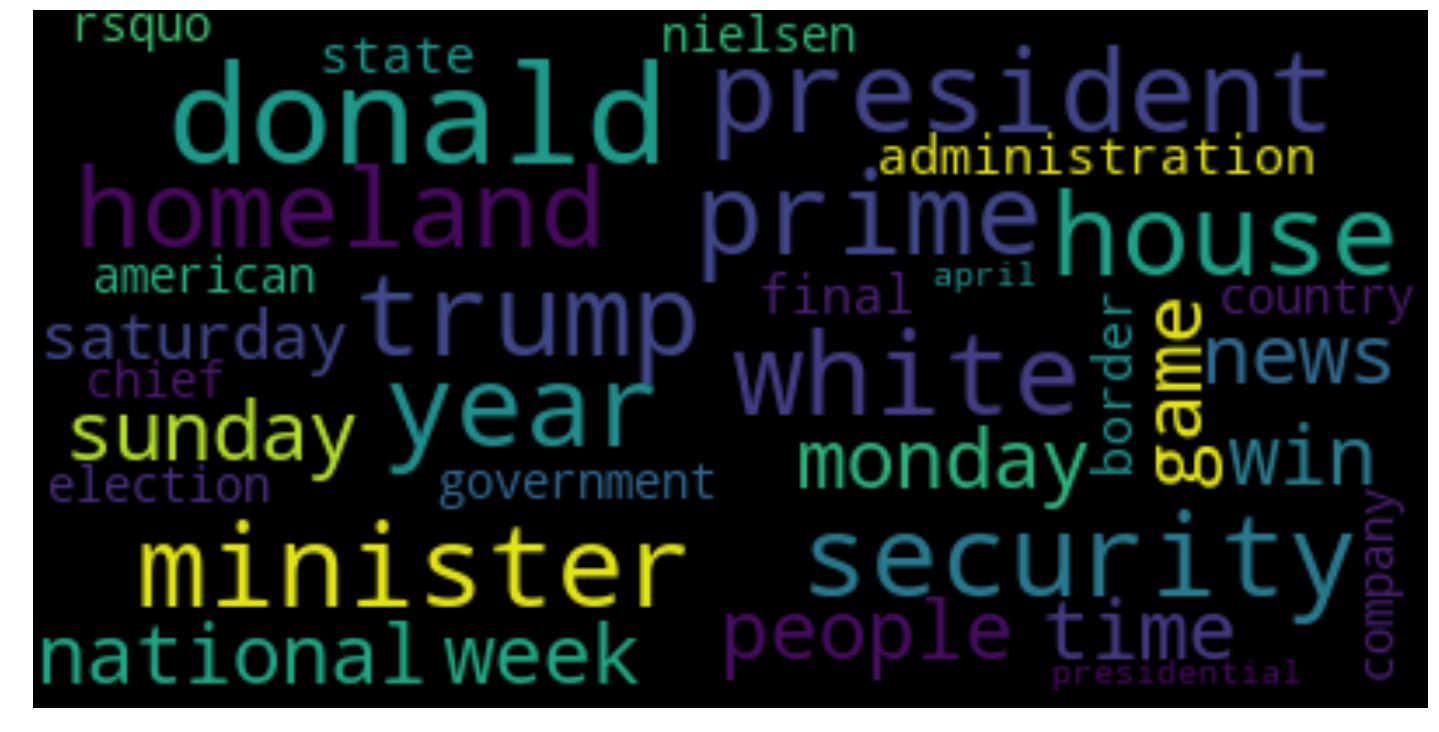 rsquo
state
nielsen
donald
president
administration
homeland
prime
house
american
april
final
country
saturday
trump
white
border
game
news
chief
year
sunday
monday
win
election
government
minister
security
company
national
week
people
time
presidential